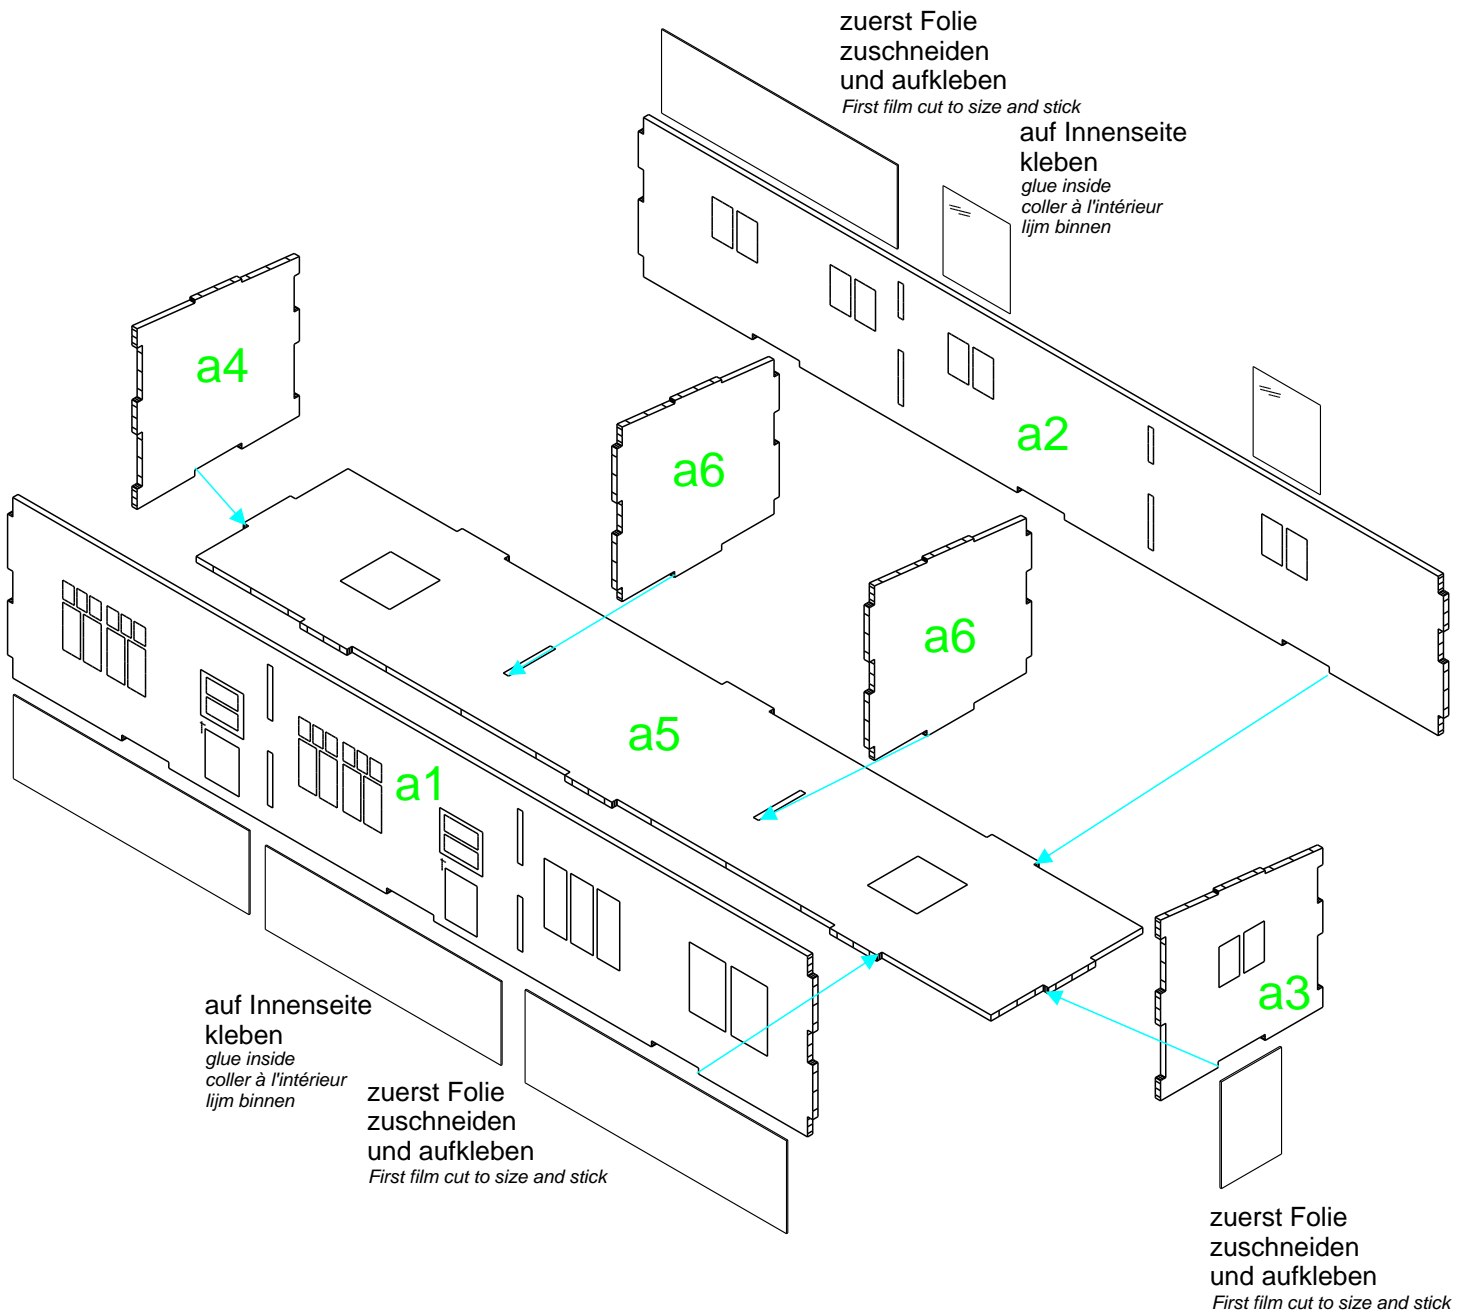 zuerst Folie
zuschneiden
und aufkleben
First film cut to size and stick
auf Innenseite
kleben
glue inside
coller à l'intérieur
lijm binnen
a4
a6
a2
a6
a5
a1
a3
auf Innenseite
kleben
glue inside
coller à l'intérieur
lijm binnen
zuerst Folie
zuschneiden
und aufkleben
First film cut to size and stick
zuerst Folie
zuschneiden
und aufkleben
First film cut to size and stick